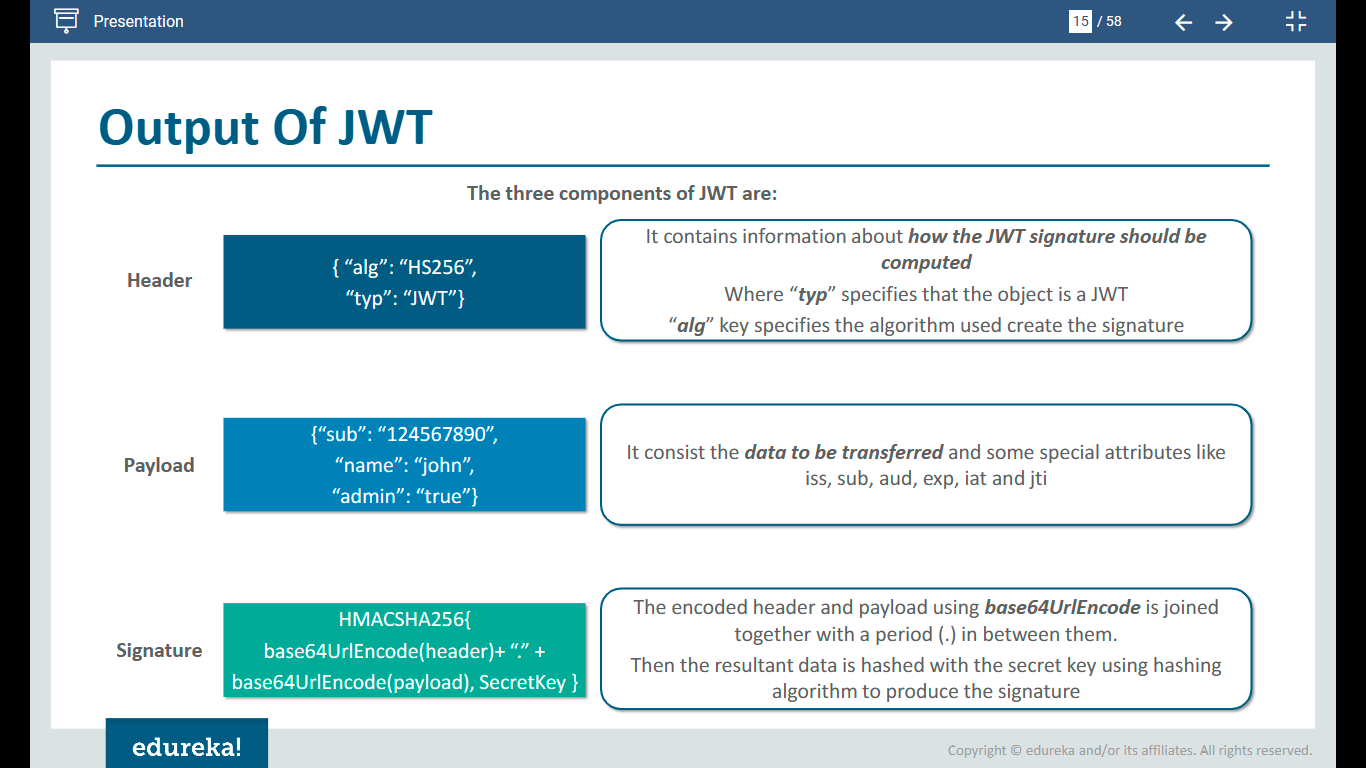 Presentation
15 / 58
Output Of JWT
The three components of JWT are:
Header
{ “alg”: “HS256”,
“typ”: “JWT”}
It contains information about how the JWT signature should be
computed
Where “typ” specifies that the object is a JWT
“alg” key specifies the algorithm used create the signature
Payload
{“sub”: “124567890”,
“name”: “john”,
“admin”: “true”}
It consist the data to be transferred and some special attributes like
iss, sub, aud, exp, iat and jti
Signature
HMACSHA256{
base64UrlEncode(header)+ “.” +
base64UrlEncode(payload), SecretKey }
The encoded header and payload using base64UrlEncode is joined
together with a period (.) in between them.
Then the resultant data is hashed with the secret key using hashing
algorithm to produce the signature
edureka!
Copyright © edureka and/or its affiliates. All rights reserved.